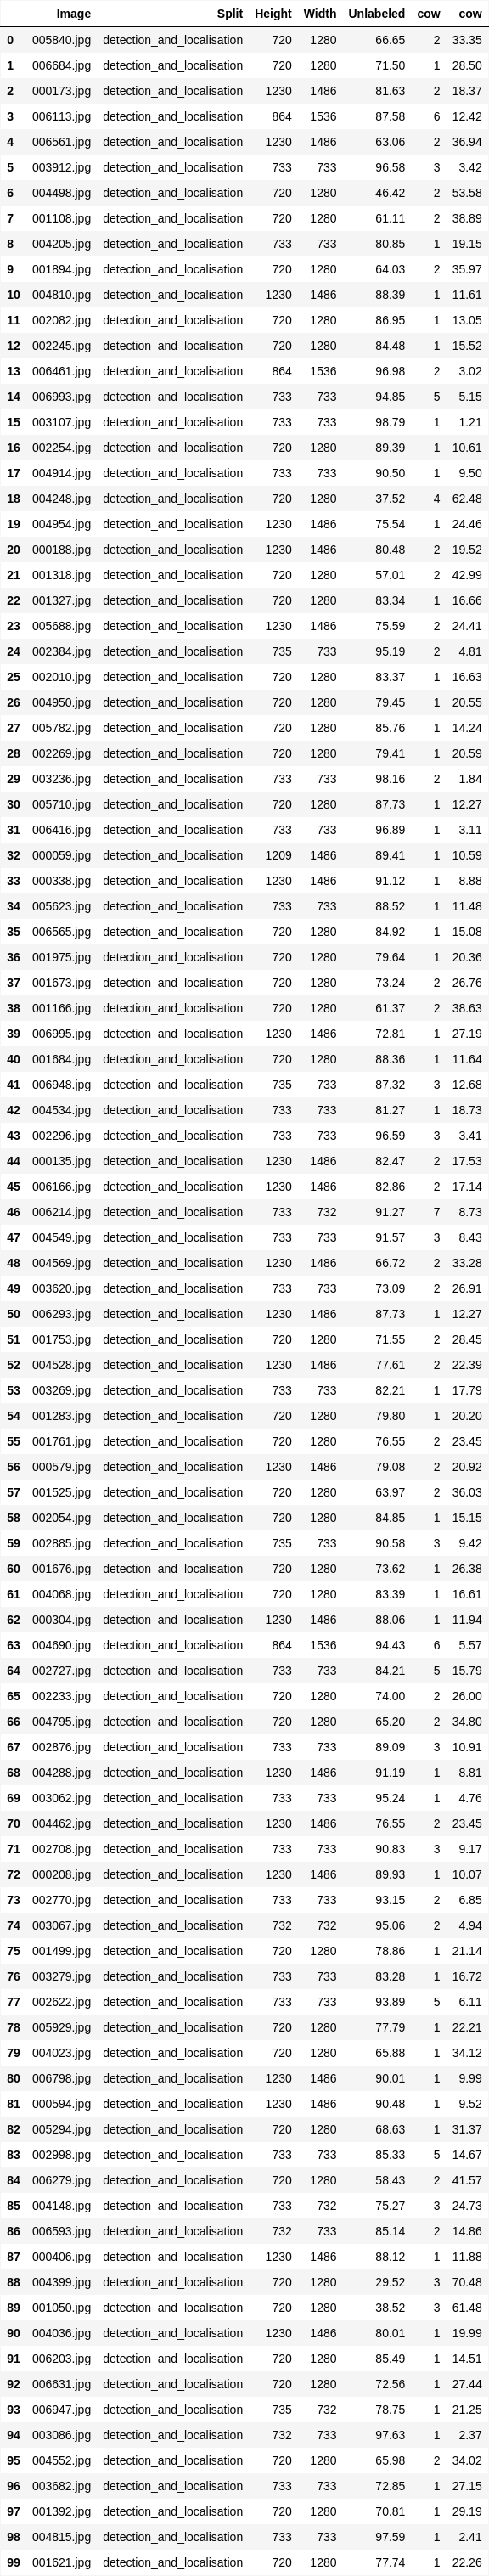 Image Split Height Width Unlabeled cow cow
0 005840.jpg detection_and_localisation 720 1280 66.65 2 33.35
1 006684.jpg detection_and_localisation 720 1280 71.50 1 28.50
2 000173.jpg detection_and_localisation 1230 1486 81.63 2 18.37
3 006113.jpg detection_and_localisation 864 1536 87.58 6 12.42
4 006561.jpg detection_and_localisation 1230 1486 63.06 2 36.94
5 003912.jpg detection_and_localisation 733 733 96.58 3 3.42
6 004498.jpg detection_and_localisation 720 1280 46.42 2 53.58
7 001108.jpg detection_and_localisation 720 1280 61.11 2 38.89
8 004205.jpg detection_and_localisation 733 733 80.85 1 19.15
9 001894.jpg detection_and_localisation 720 1280 64.03 2 35.97
10 004810.jpg detection_and_localisation 1230 1486 88.39 1 11.61
11 002082.jpg detection_and_localisation 720 1280 86.95 1 13.05
12 002245.jpg detection_and_localisation 720 1280 84.48 1 15.52
13 006461.jpg detection_and_localisation 864 1536 96.98 2 3.02
14 006993.jpg detection_and_localisation 733 733 94.85 5 5.15
15 003107.jpg detection_and_localisation 733 733 98.79 1 1.21
16 002254.jpg detection_and_localisation 720 1280 89.39 1 10.61
17 004914.jpg detection_and_localisation 733 733 90.50 1 9.50
18 004248.jpg detection_and_localisation 720 1280 37.52 4 62.48
19 004954.jpg detection_and_localisation 1230 1486 75.54 1 24.46
20 000188.jpg detection_and_localisation 1230 1486 80.48 2 19.52
21 001318.jpg detection_and_localisation 720 1280 57.01 2 42.99
22 001327.jpg detection_and_localisation 720 1280 83.34 1 16.66
23 005688.jpg detection_and_localisation 1230 1486 75.59 2 24.41
24 002384.jpg detection_and_localisation 735 733 95.19 2 4.81
25 002010.jpg detection_and_localisation 720 1280 83.37 1 16.63
26 004950.jpg detection_and_localisation 720 1280 79.45 1 20.55
27 005782.jpg detection_and_localisation 720 1280 85.76 1 14.24
28 002269.jpg detection_and_localisation 720 1280 79.41 1 20.59
29 003236.jpg detection_and_localisation 733 733 98.16 2 1.84
30 005710.jpg detection_and_localisation 720 1280 87.73 1 12.27
31 006416.jpg detection_and_localisation 733 733 96.89 1 3.11
32 000059.jpg detection_and_localisation 1209 1486 89.41 1 10.59
33 000338.jpg detection_and_localisation 1230 1486 91.12 1 8.88
34 005623.jpg detection_and_localisation 733 733 88.52 1 11.48
35 006565.jpg detection_and_localisation 720 1280 84.92 1 15.08
36 001975.jpg detection_and_localisation 720 1280 79.64 1 20.36
37 001673.jpg detection_and_localisation 720 1280 73.24 2 26.76
38 001166.jpg detection_and_localisation 720 1280 61.37 2 38.63
39 006995.jpg detection_and_localisation 1230 1486 72.81 1 27.19
40 001684.jpg detection_and_localisation 720 1280 88.36 1 11.64
41 006948.jpg detection_and_localisation 735 733 87.32 3 12.68
42 004534.jpg detection_and_localisation 733 733 81.27 1 18.73
43 002296.jpg detection_and_localisation 733 733 96.59 3 3.41
44 000135.jpg detection_and_localisation 1230 1486 82.47 2 17.53
45 006166.jpg detection_and_localisation 1230 1486 82.86 2 17.14
46 006214.jpg detection_and_localisation 733 732 91.27 7 8.73
47 004549.jpg detection_and_localisation 733 733 91.57 3 8.43
48 004569.jpg detection_and_localisation 1230 1486 66.72 2 33.28
49 003620.jpg detection_and_localisation 733 733 73.09 2 26.91
50 006293.jpg detection_and_localisation 1230 1486 87.73 1 12.27
51 001753.jpg detection_and_localisation 720 1280 71.55 2 28.45
52 004528.jpg detection_and_localisation 1230 1486 77.61 2 22.39
53 003269.jpg detection_and_localisation 733 733 82.21 1 17.79
54 001283.jpg detection_and_localisation 720 1280 79.80 1 20.20
55 001761.jpg detection_and_localisation 720 1280 76.55 2 23.45
56 000579.jpg detection_and_localisation 1230 1486 79.08 2 20.92
57 001525.jpg detection_and_localisation 720 1280 63.97 2 36.03
58 002054.jpg detection_and_localisation 720 1280 84.85 1 15.15
59 002885.jpg detection_and_localisation 735 733 90.58 3 9.42
60 001676.jpg detection_and_localisation 720 1280 73.62 1 26.38
61 004068.jpg detection_and_localisation 720 1280 83.39 1 16.61
62 000304.jpg detection_and_localisation 1230 1486 88.06 1 11.94
63 004690.jpg detection_and_localisation 864 1536 94.43 6 5.57
64 002727.jpg detection_and_localisation 733 733 84.21 5 15.79
65 002233.jpg detection_and_localisation 720 1280 74.00 2 26.00
66 004795.jpg detection_and_localisation 720 1280 65.20 2 34.80
67 002876.jpg detection_and_localisation 733 733 89.09 3 10.91
68 004288.jpg detection_and_localisation 1230 1486 91.19 1 8.81
69 003062.jpg detection_and_localisation 733 733 95.24 1 4.76
70 004462.jpg detection_and_localisation 1230 1486 76.55 2 23.45
71 002708.jpg detection_and_localisation 733 733 90.83 3 9.17
72 000208.jpg detection_and_localisation 1230 1486 89.93 1 10.07
73 002770.jpg detection_and_localisation 733 733 93.15 2 6.85
74 003067.jpg detection_and_localisation 732 732 95.06 2 4.94
75 001499.jpg detection_and_localisation 720 1280 78.86 1 21.14
76 003279.jpg detection_and_localisation 733 733 83.28 1 16.72
77 002622.jpg detection_and_localisation 733 733 93.89 5 6.11
78 005929.jpg detection_and_localisation 720 1280 77.79 1 22.21
79 004023.jpg detection_and_localisation 720 1280 65.88 1 34.12
80 006798.jpg detection_and_localisation 1230 1486 90.01 1 9.99
81 000594.jpg detection_and_localisation 1230 1486 90.48 1 9.52
82 005294.jpg detection_and_localisation 720 1280 68.63 1 31.37
83 002998.jpg detection_and_localisation 733 733 85.33 5 14.67
84 006279.jpg detection_and_localisation 720 1280 58.43 2 41.57
85 004148.jpg detection_and_localisation 733 732 75.27 3 24.73
86 006593.jpg detection_and_localisation 732 733 85.14 2 14.86
87 000406.jpg detection_and_localisation 1230 1486 88.12 1 11.88
88 004399.jpg detection_and_localisation 720 1280 29.52 3 70.48
89 001050.jpg detection_and_localisation 720 1280 38.52 3 61.48
90 004036.jpg detection_and_localisation 1230 1486 80.01 1 19.99
91 006203.jpg detection_and_localisation 720 1280 85.49 1 14.51
92 006631.jpg detection_and_localisation 720 1280 72.56 1 27.44
93 006947.jpg detection_and_localisation 735 732 78.75 1 21.25
94 003086.jpg detection_and_localisation 732 733 97.63 1 2.37
95 004552.jpg detection_and_localisation 720 1280 65.98 2 34.02
96 003682.jpg detection_and_localisation 733 733 72.85 1 27.15
97 001392.jpg detection_and_localisation 720 1280 70.81 1 29.19
98 004815.jpg detection_and_localisation 733 733 97.59 1 2.41
99 001621.jpg detection_and_localisation 720 1280 77.74 1 22.26